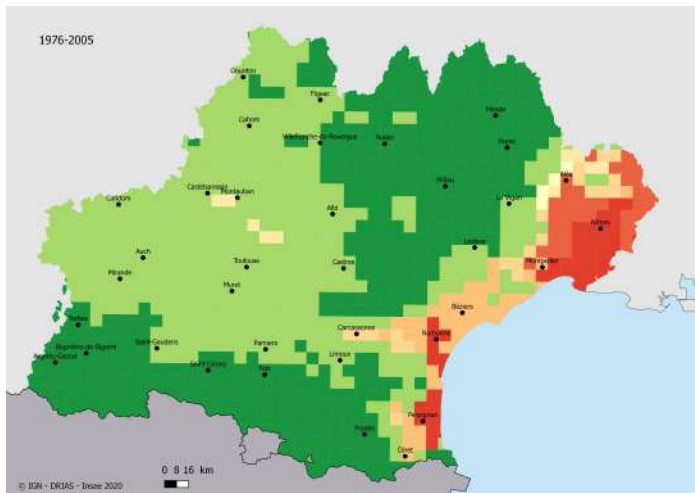 1976-2005
Gourdon
Figeac
Cahors
Mende
Villefranche-de-Rouergue
Rodez
Florac
Alès
Millau
Castelsarrasin
Montauban
Condom
Albi
Le Vigan
Nîmes
Auch
Lodève
Toulouse
Castres
Montpellier
Mirande
Muret
Béziers
Tarbes
Carcassonne
Narbonne
Saint-Gaudens
Pamiers
Bagnères-de-Bigorre
Limoux
Argelès-Gazost
Saint-Girons
Foix
Perpignan
Prades
Céret
0 8 16 km
© IGN - DRIAS - Insee 2020